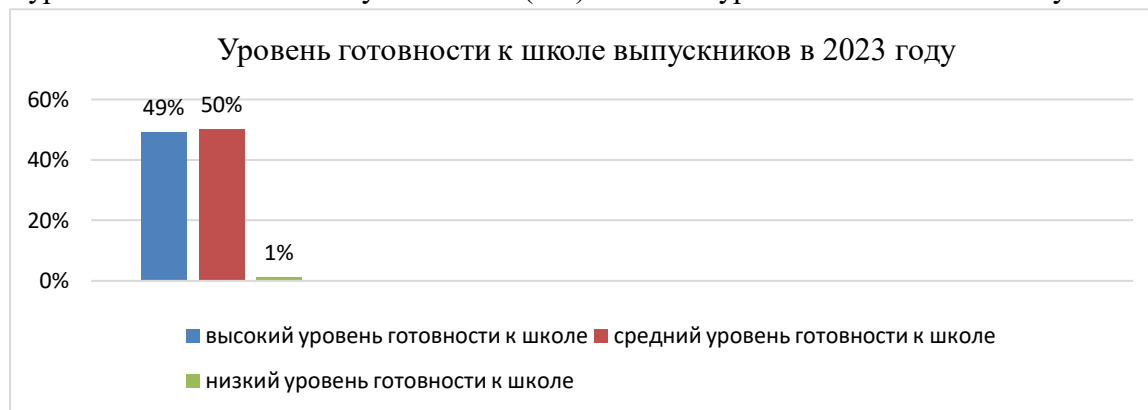 Уровень готовности к школе выпускников в 2023 году
60%
49%
50%
40%
20%
1%
0%
высокий уровень готовности к школе средний уровень готовности к школе
низкий уровень готовности к школе